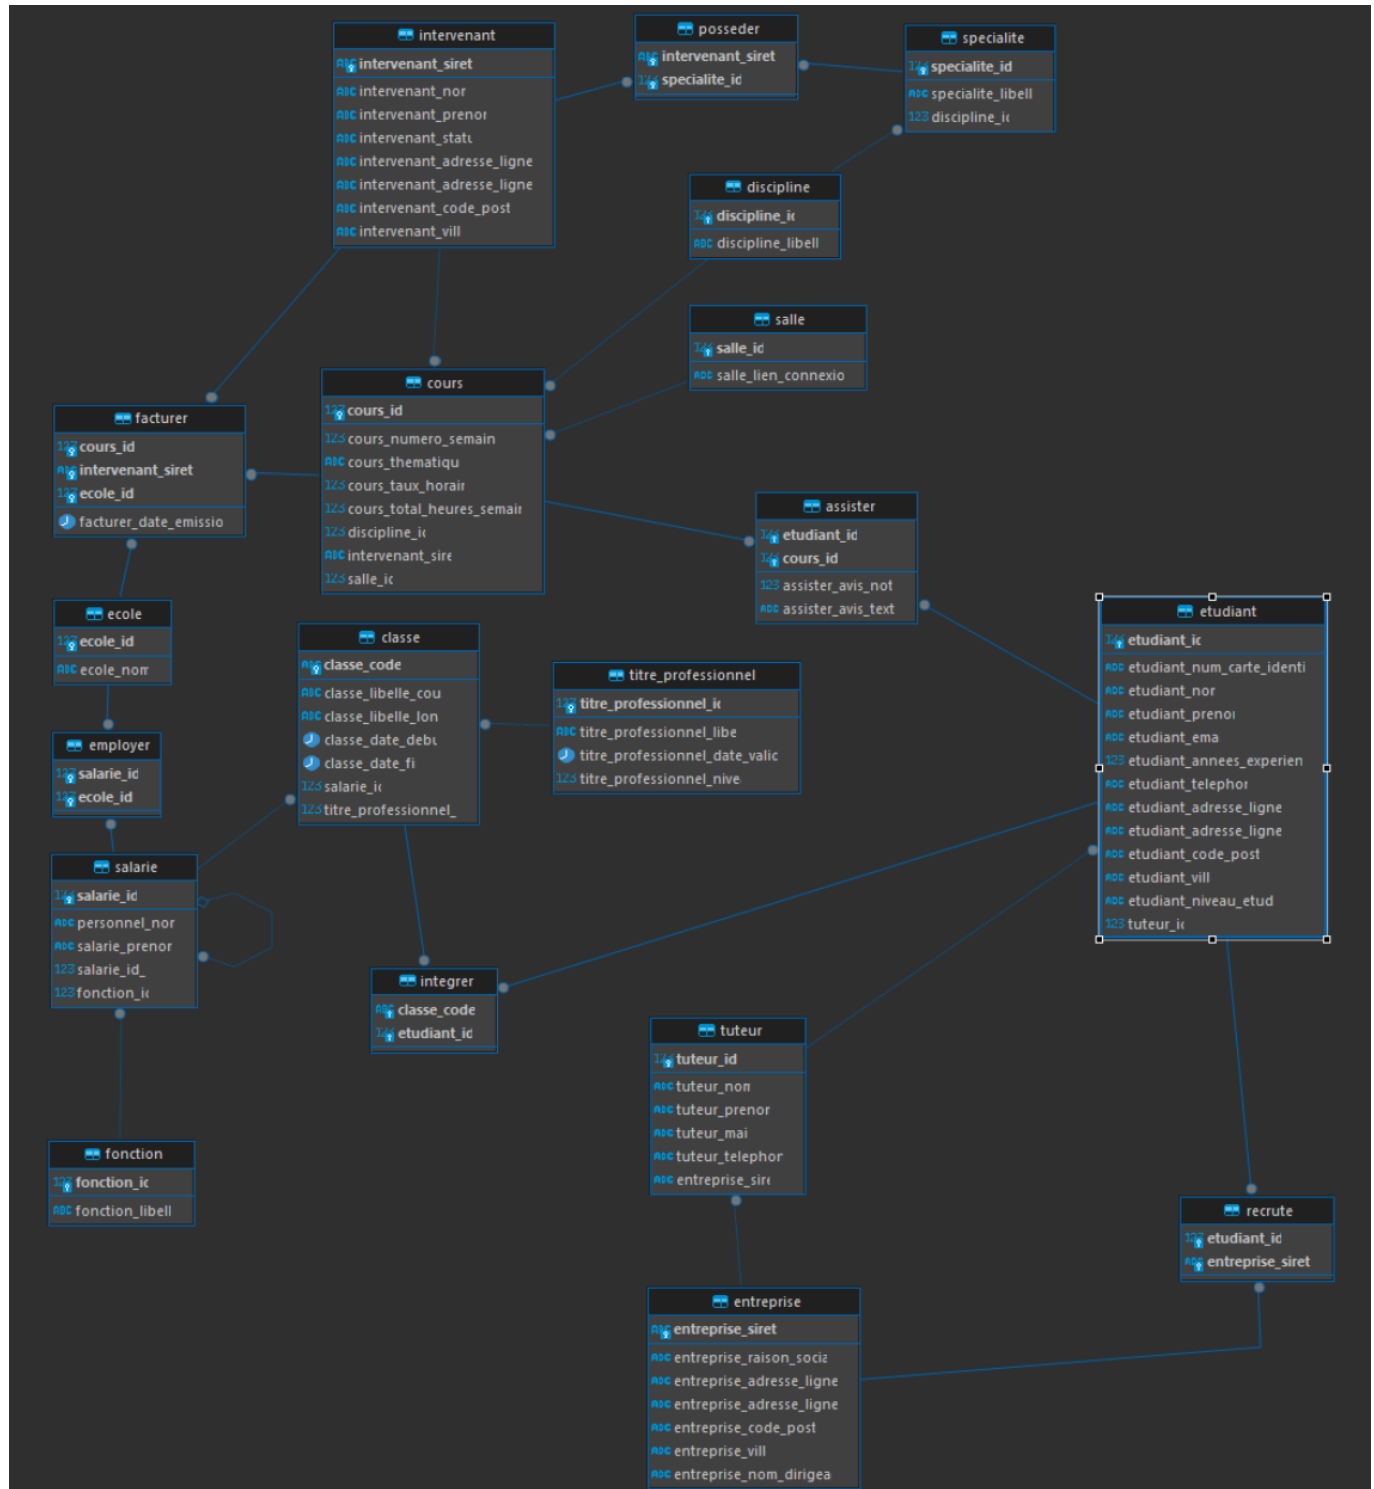 intervenant
intervenant_siret
intervenant_nor
intervenant_prenor
intervenant_statu
intervenant_adresse_ligne
intervenant_adresse_ligne
intervenant_code_post
intervenant_vill
posseder
intervenant_siret
specialite_id
specialite
specialite_id
specialite_libell
discipline_ic
discipline
discipline_ic
discipline_libell
salle
salle_id
salle_lien_connexio
cours
cours_id
cours_numero_semain
cours_thematiqu
cours_taux_horair
cours_total_heures_semair
discipline_ic
intervenant_sire
salle_ic
facturer
cours_id
intervenant_siret
ecole_id
facturer_date_emissio
assister
etudiant_id
cours_id
assister_avis_not
assister_avis_text
ecole
ecole_id
ecole_nom
classe
classe_code
classe_libelle_cou
classe_libelle_lon
classe_date_debu
classe_date_fi
salarie_ic
titre_professionnel_
titre_professionnel
titre_professionnel_ic
titre_professionnel_libe
titre_professionnel_date_valic
titre_professionnel_nive
etudiant
etudiant_ic
etudiant_num_carte_identi
etudiant_nor
etudiant_prenoi
etudiant_ema
etudiant_annees_experien
etudiant_telephor
etudiant_adresse_ligne
etudiant_adresse_ligne
etudiant_code_post
etudiant_vill
etudiant_niveau_etud
tuteur_ic
employer
salarie_id
ecole_id
salarie
salarie_id
personnel_nor
salarie_prenor
salarie_id_
fonction_ic
integrer
classe_code
etudiant_id
tuteur
tuteur_id
tuteur_nom
tuteur_prenor
tuteur_mai
tuteur_telephor
entreprise_sire
fonction
fonction_ic
fonction_libell
recrute
etudiant_id
entreprise_siret
entreprise
entreprise_siret
entreprise_raison_socia
entreprise_adresse_ligne
entreprise_adresse_ligne
entreprise_code_post
entreprise_vill
entreprise_nom_dirigea